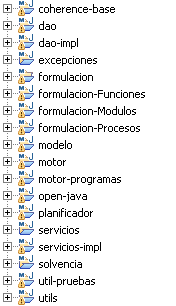 coherence-base
dao
dao-impl
excepciones
formulacion
formulacion-Funciones
formulacion-Modulos
formulacion-Procesos
modelo
motor
motor-programas
open-java
planificador
servicios
servicios-impl
solvencia
util-pruebas
utils